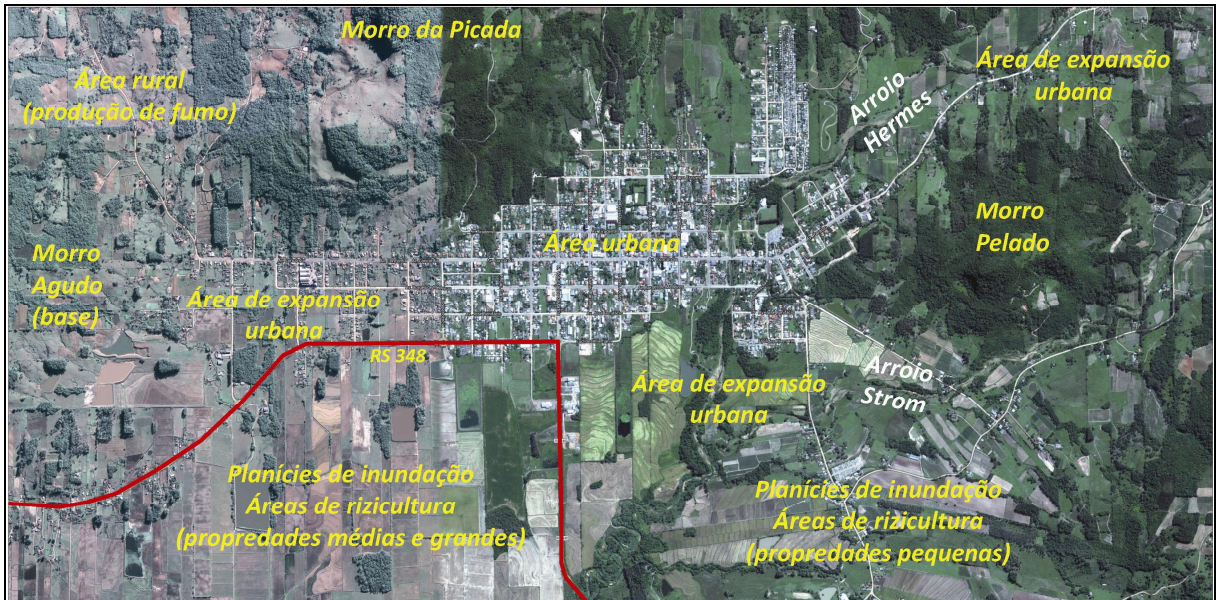 Morro da Picada
Área rural
(produção de fumo)
Arroio
Hermes
Área de expansão
urbana
Morro
Pelado
Área urbana
Morro
Agudo
(base)
Área de expansão
urbana
RS 348
Arroio
Strom
Área de expansão
urbana
Planícies de inundação
Áreas de rizicultura
(propredades médias e grandes)
Planícies de inundação
Áreas de rizicultura
(propredades pequenas)